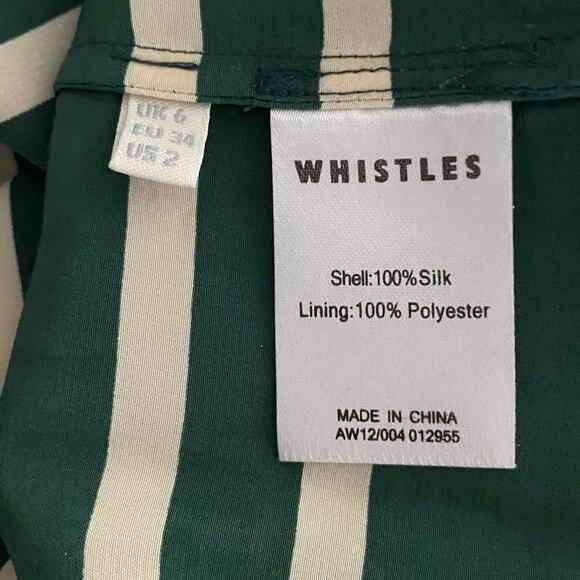 UK 6
EU 34
US 2
WHISTLES
Shell:100%Silk
Lining:100% Polyester
MADE IN CHINA
AW12/004 012955